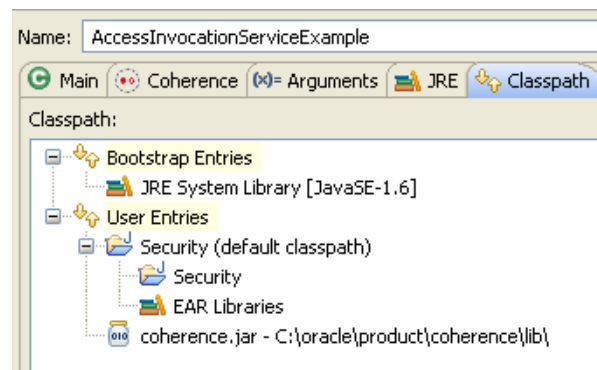 Name: AccessInvocationServiceExample
Main Coherence (x)= Arguments JRE Classpath
Classpath:
Bootstrap Entries
JRE System Library [JavaSE-1.6]
User Entries
Security (default classpath)
Security
EAR Libraries
coherence.jar - C:\oracle\product\coherence\lib\